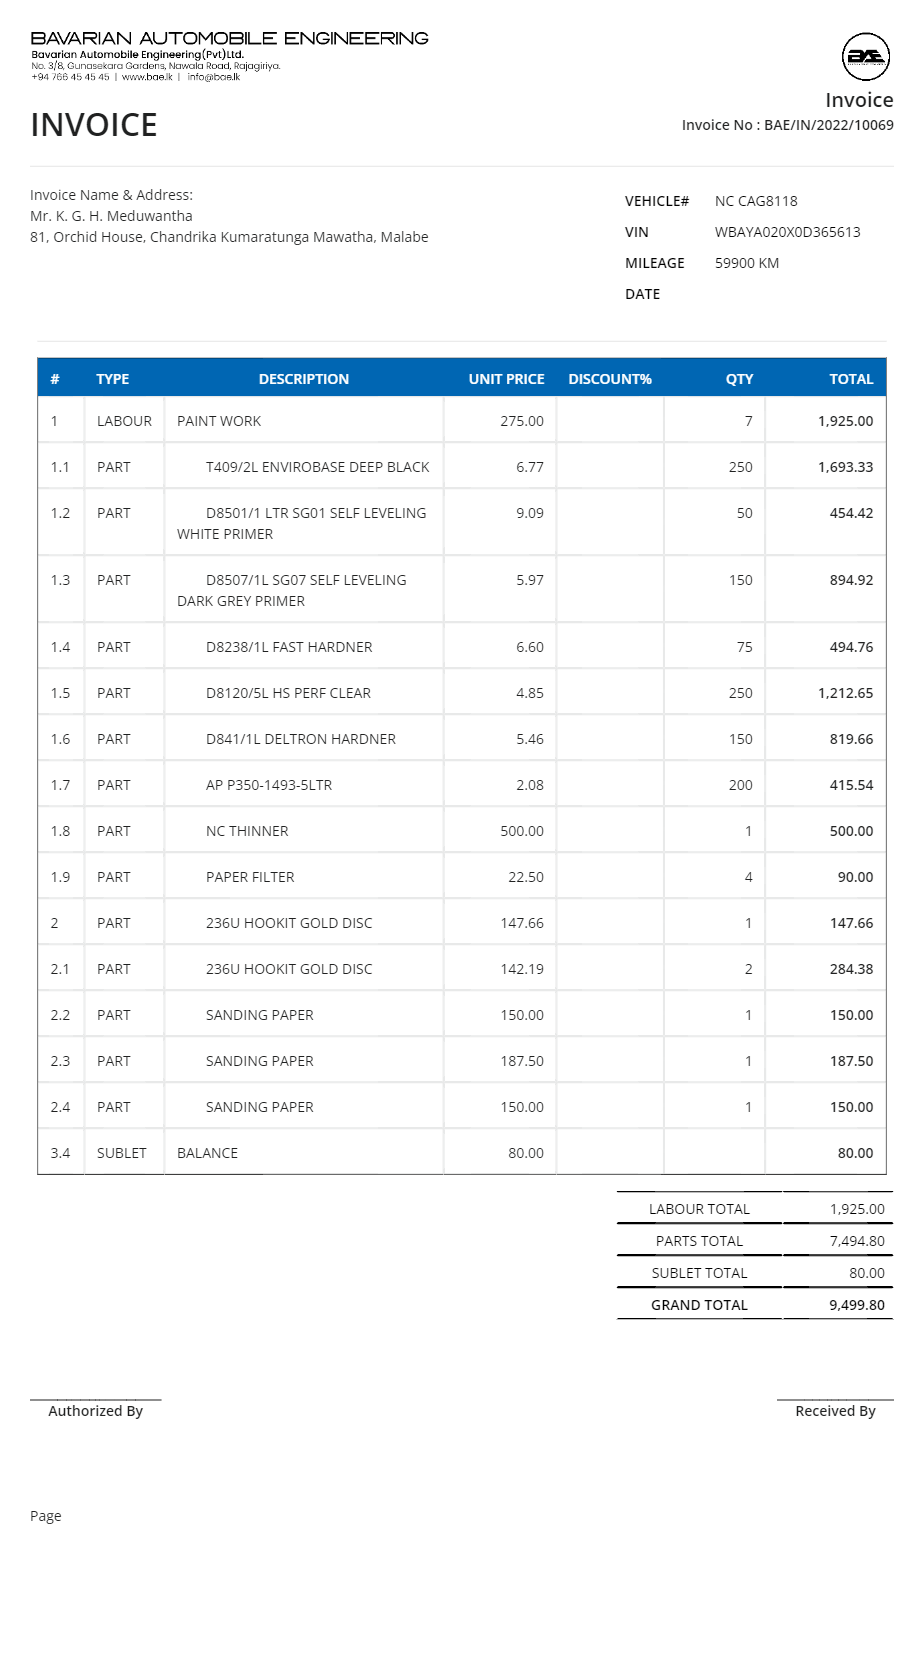 BAVARIAN AUTOMOBILE ENGINEERING
Bavarian Automobile Engineering(Pvt)Ltd.
No. 3/8, Gunasekara Gardens, Nawala Road, Rajagiriya.
+94 766 45 45 45 | www.bae.lk | info@bae.lk
BAE
Invoice
INVOICE
Invoice No : BAE/IN/2022/10069
Invoice Name & Address:
Mr. K. G. H. Meduwantha
81, Orchid House, Chandrika Kumaratunga Mawatha, Malabe
VEHICLE# NC CAG8118
VIN WBAYA020X0D365613
MILEAGE 59900 KM
DATE
# TYPE DESCRIPTION UNIT PRICE DISCOUNT% QTY TOTAL
1 LABOUR PAINT WORK 275.00 7 1,925.00
1.1 PART T409/2L ENVIROBASE DEEP BLACK 6.77 250 1,693.33
1.2 PART D8501/1 LTR SG01 SELF LEVELING 9.09 50 454.42
WHITE PRIMER
1.3 PART D8507/1L SG07 SELF LEVELING 5.97 150 894.92
DARK GREY PRIMER
1.4 PART D8238/1L FAST HARDNER 6.60 75 494.76
1.5 PART D8120/5L HS PERF CLEAR 4.85 250 1,212.65
1.6 PART D841/1L DELTRON HARDNER 5.46 150 819.66
1.7 PART AP P350-1493-5LTR 2.08 200 415.54
1.8 PART NC THINNER 500.00 1 500.00
1.9 PART PAPER FILTER 22.50 4 90.00
2 PART 236U HOOKIT GOLD DISC 147.66 1 147.66
2.1 PART 236U HOOKIT GOLD DISC 142.19 2 284.38
2.2 PART SANDING PAPER 150.00 1 150.00
2.3 PART SANDING PAPER 187.50 1 187.50
2.4 PART SANDING PAPER 150.00 1 150.00
3.4 SUBLET BALANCE 80.00 80.00
LABOUR TOTAL 1,925.00
PARTS TOTAL 7,494.80
SUBLET TOTAL 80.00
GRAND TOTAL 9,499.80
Authorized By
Received By
Page